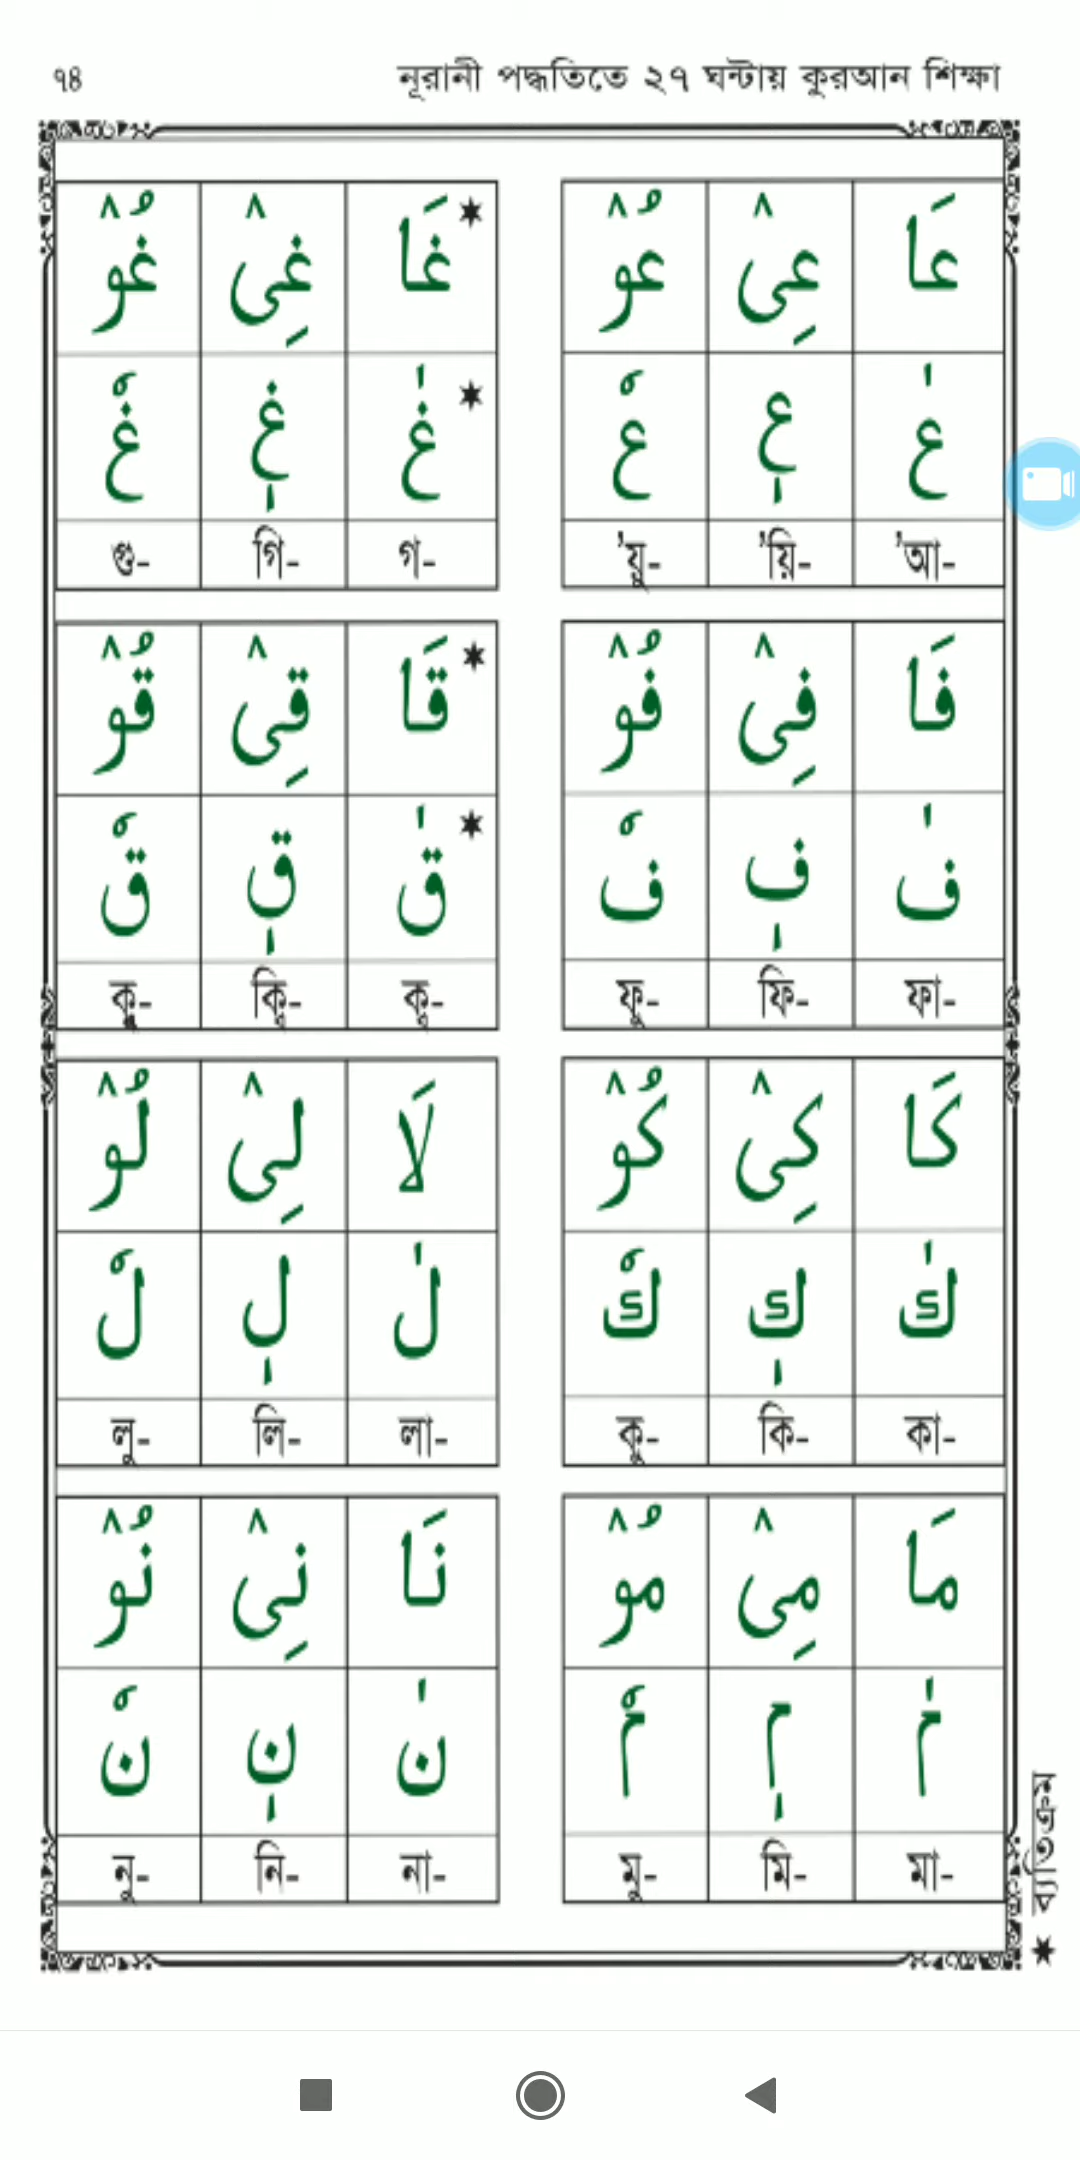 ৭৪ নূরানী পদ্ধতিতে ২৭ ঘন্টায় কুরআন শিক্ষা
عَا عِىْ عُوْ
عٰ عٖ عٗ
’আ- ’য়ি- ’যু-
★ غَا غِىْ غُوْ
★ غٰ غٖ غٗ
গ- গি- গু-
فَا فِىْ فُوْ
فٰ فٖ فٗ
ফা- ফি- ফু-
★ قَا قِىْ قُوْ
★ قٰ قٖ قٗ
কৃ- কি্ব- কৃ-
كَا كِىْ كُوْ
كٰ كٖ كٗ
কা- কি- কু-
لَا لِىْ لُوْ
لٰ لٖ لٗ
লা- লি- লু-
مَا مِىْ مُوْ
مٰ مٖ مٗ
মা- মি- মু-
نَا نِىْ نُوْ
نٰ نٖ نٗ
না- নি- নু-
★ ব্যতিক্রম